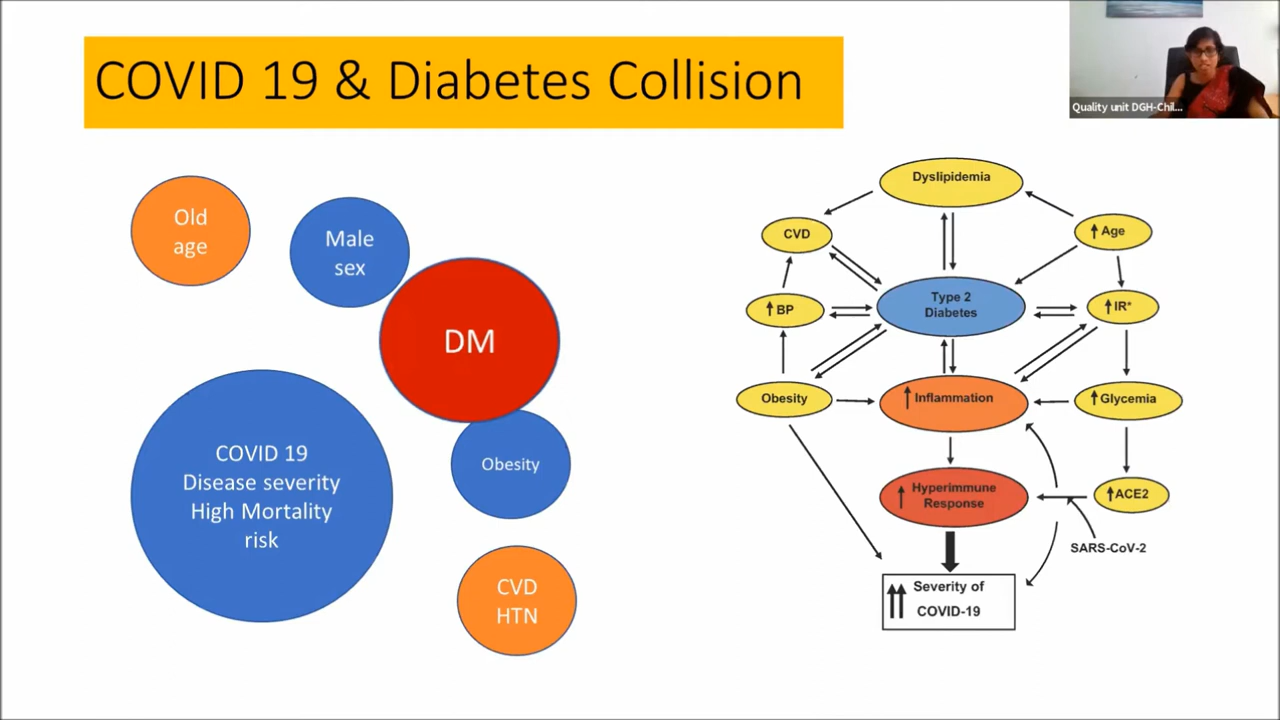 COVID 19 & Diabetes Collision
Quality unit DGH-Chil...
Old
age
Male
sex
DM
COVID 19
Disease severity
High Mortality
risk
Obesity
CVD
HTN
Dyslipidemia
CVD
↑ Age
Type 2
Diabetes
↑ BP
↑ IR*
Obesity
↑ Inflammation
↑ Glycemia
↑ Hyperimmune
Response
↑ ACE2
SARS-CoV-2
↑↑ Severity of
COVID-19